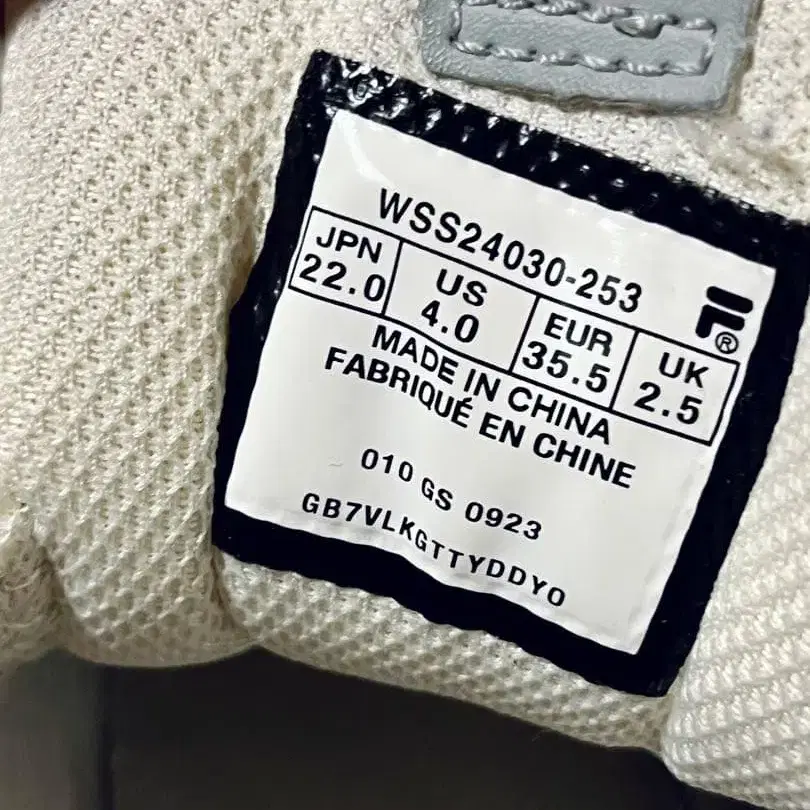 WSS24030-253
JPN US EUR UK
22.0 4.0 35.5 2.5
MADE IN CHINA
FABRIQUÉ EN CHINE
010 GS 0923
GB7VLKGTTYDDYO